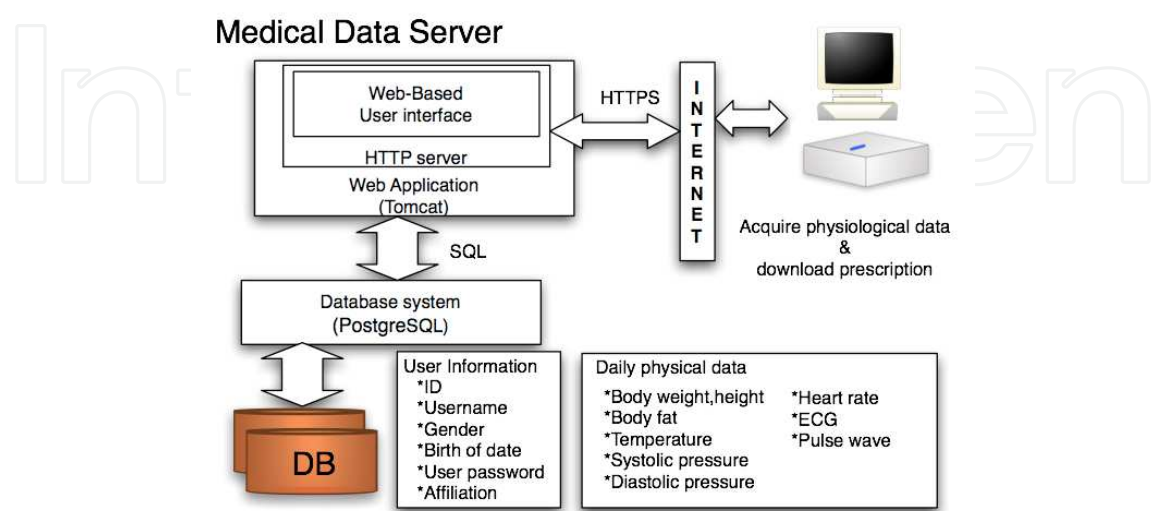 Medical Data Server
Web-Based
User interface
HTTP server
Web Application
(Tomcat)
HTTPS
INTERNET
Acquire physiological data
&
download prescription
SQL
Database system
(PostgreSQL)
DB
User Information
*ID
*Username
*Gender
*Birth of date
*User password
*Affiliation
Daily physical data
*Body weight,height
*Body fat
*Temperature
*Systolic pressure
*Diastolic pressure
*Heart rate
*ECG
*Pulse wave